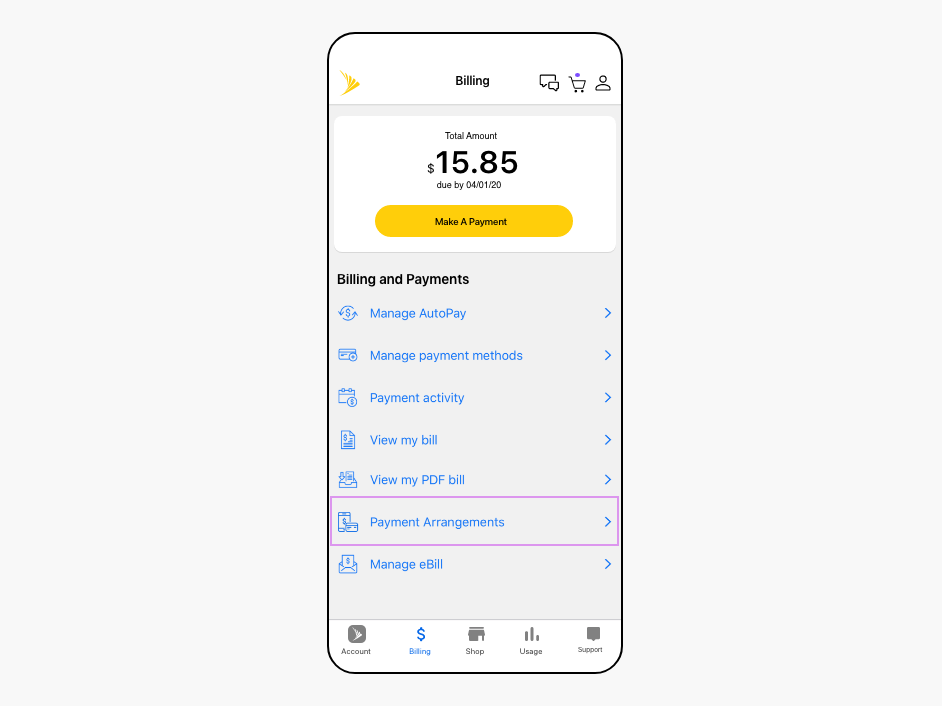 Billing
Total Amount
$15.85
due by 04/01/20
Make A Payment
Billing and Payments
Manage AutoPay
Manage payment methods
Payment activity
View my bill
View my PDF bill
Payment Arrangements
Manage eBill
Account Billing Shop Usage Support